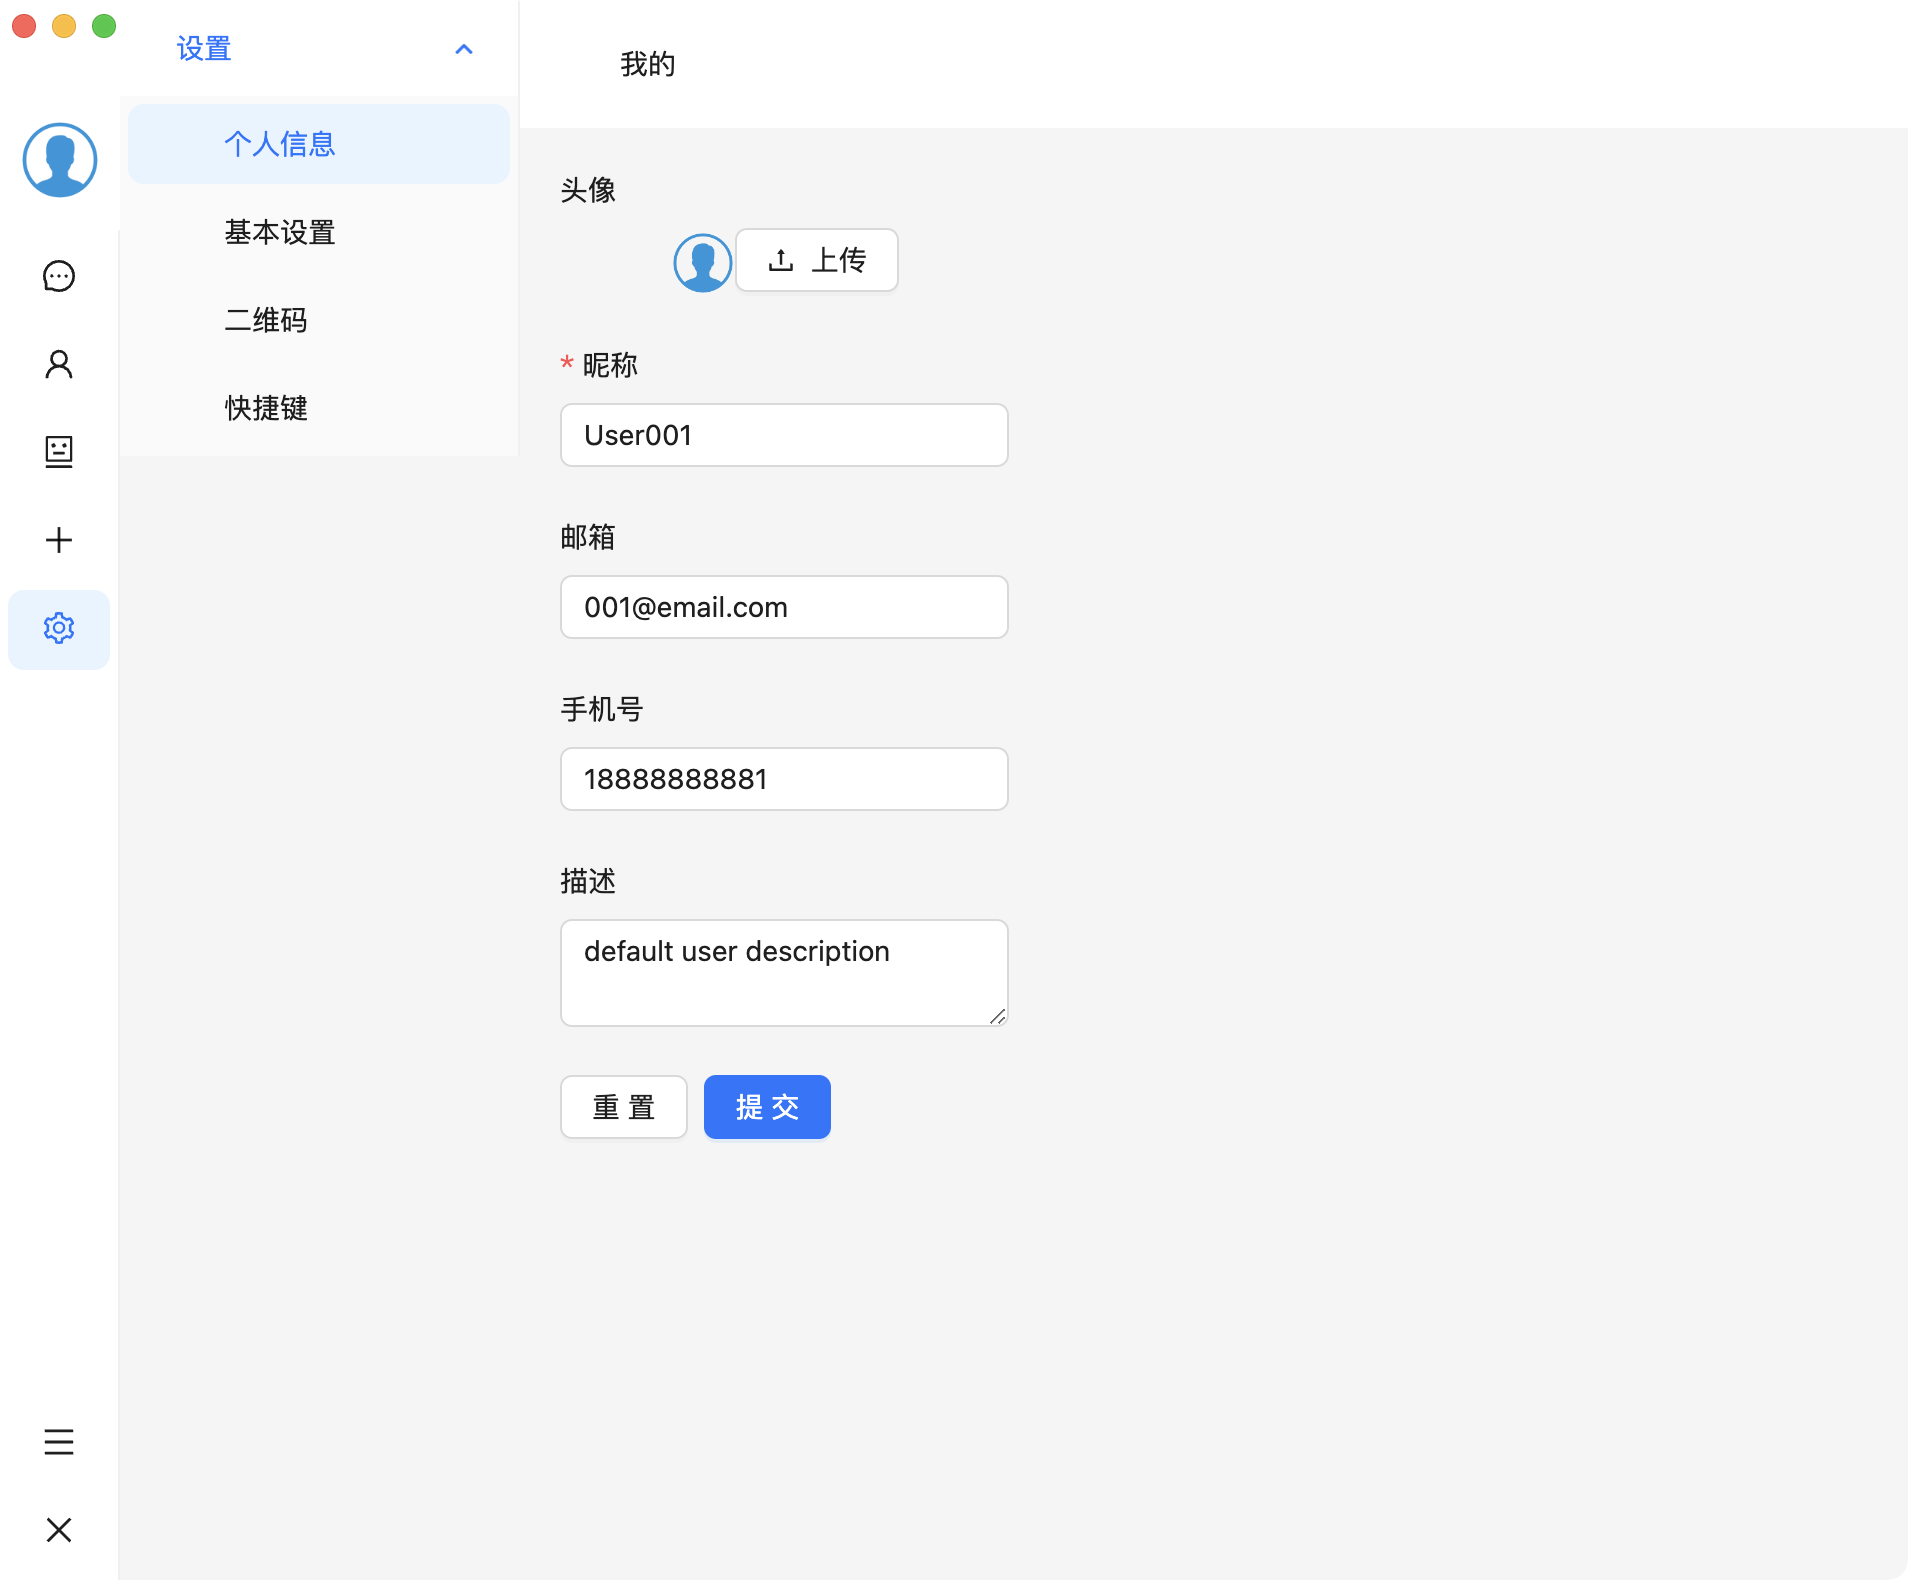 设置
个人信息
基本设置
二维码
快捷键
我的
头像
上传
* 昵称
User001
邮箱
001@email.com
手机号
18888888881
描述
default user description
重 置
提 交